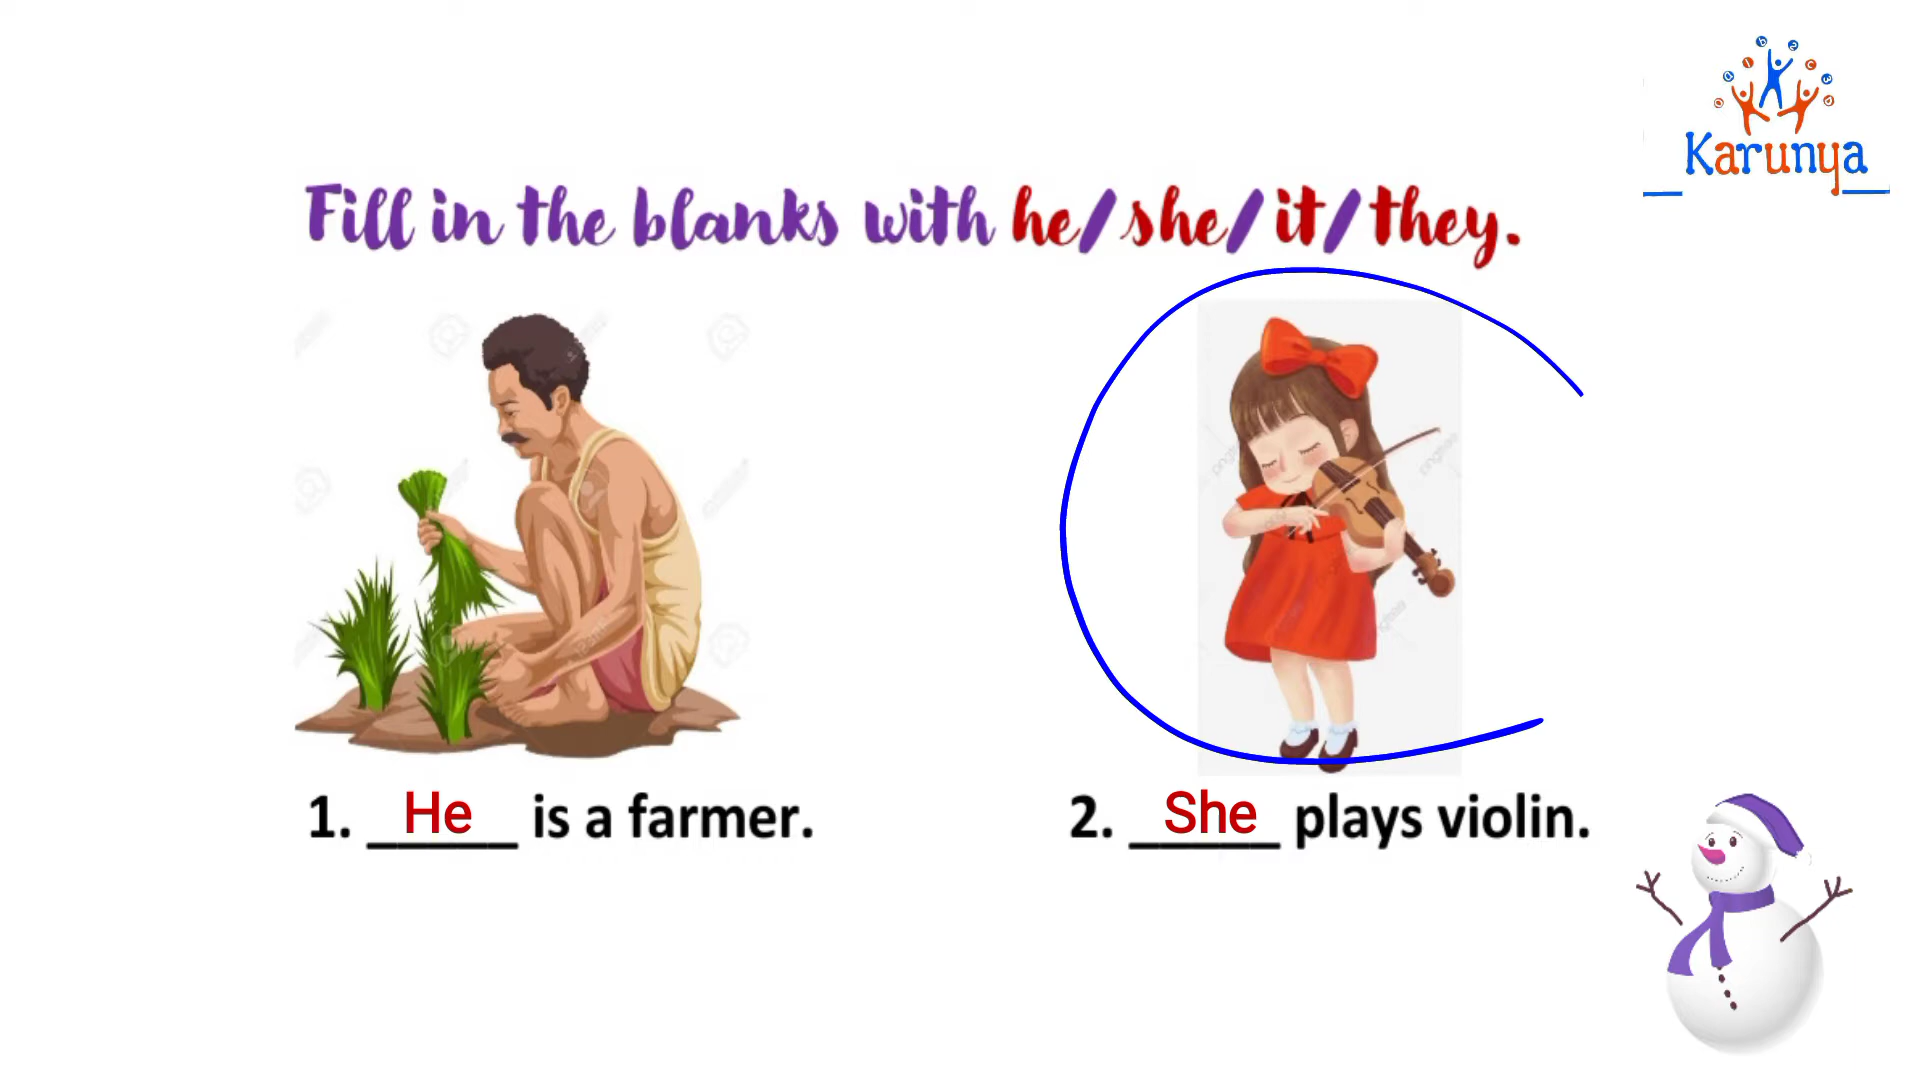 Karunya
Fill in the blanks with he/she/it/they.
1. He is a farmer.
2. She plays violin.